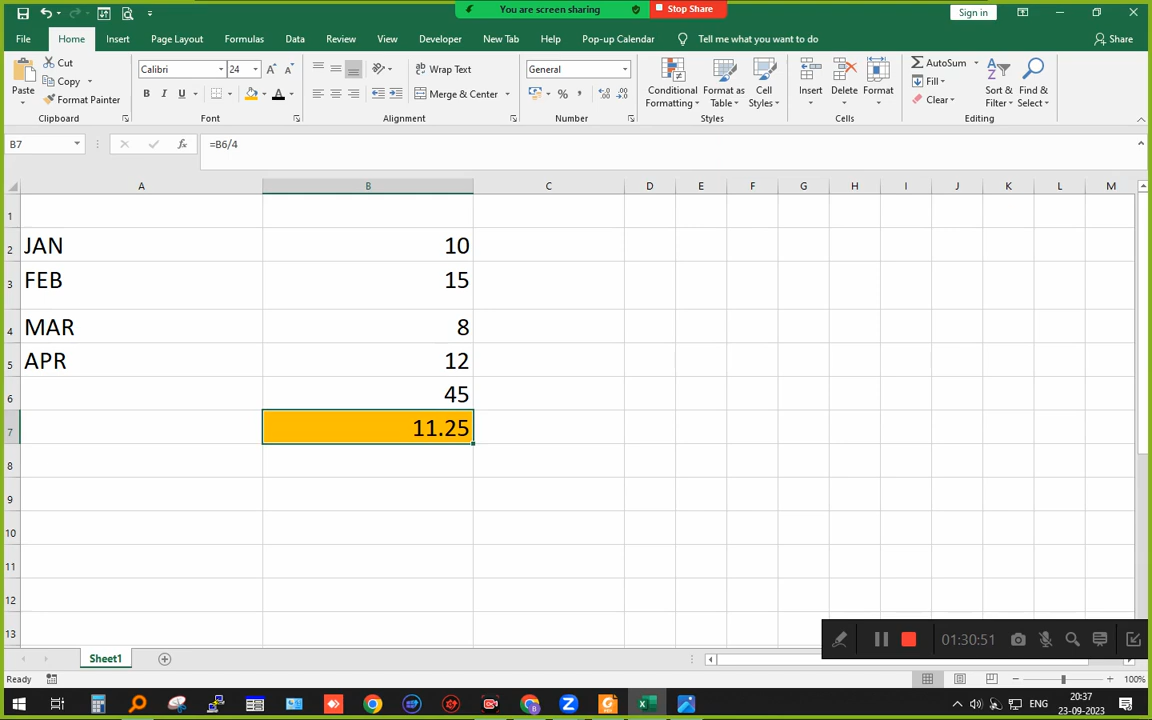 You are screen sharing Stop Share
Sign in
File Home Insert Page Layout Formulas Data Review View Developer New Tab Help Pop-up Calendar Tell me what you want to do Share
Paste Cut Copy Format Painter
Calibri 24
B I U A
Wrap Text
Merge & Center
General
Conditional Formatting
Format as Table
Cell Styles
Insert Delete Format
AutoSum
Fill
Clear
Sort & Filter
Find & Select
Clipboard Font Alignment Number Styles Cells Editing
B7 fx =B6/4
A B C D E F G H I J K L M
1
2 JAN 10
3 FEB 15
4 MAR 8
5 APR 12
6 45
7 11.25
8
9
10
11
12
13
01:30:51
Sheet1
Ready 100%
ENG 20:37
23-09-2023